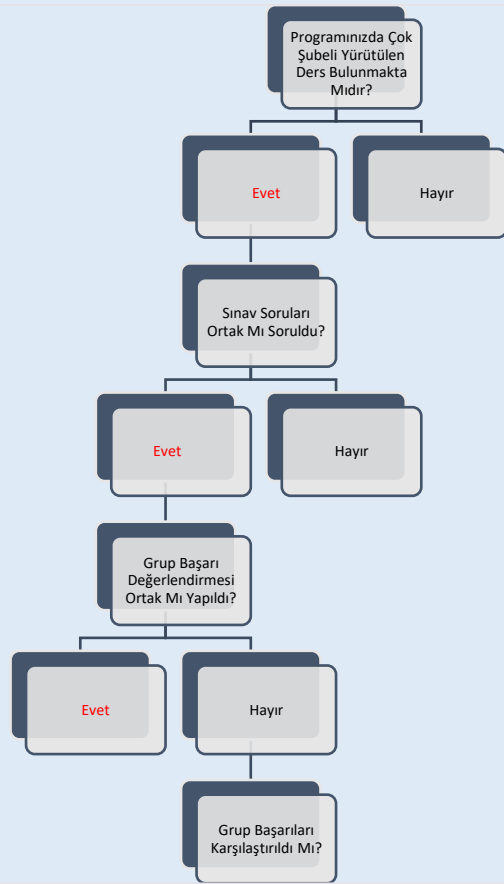 Programınızda Çok
Şubeli Yürütülen
Ders Bulunmakta
Mıdır?
Evet
Hayır
Sınav Soruları
Ortak Mı Soruldu?
Evet
Hayır
Grup Başarı
Değerlendirmesi
Ortak Mı Yapıldı?
Evet
Hayır
Grup Başarıları
Karşılaştırıldı Mı?